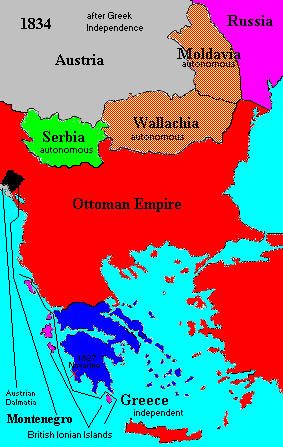 1834
after Greek
Independence
Russia
Austria
Moldavia
autonomous
Wallachia
autonomous
Serbia
autonomous
Ottoman Empire
Austrian
Dalmatia
Greece
independent
Montenegro
British Ionian Islands